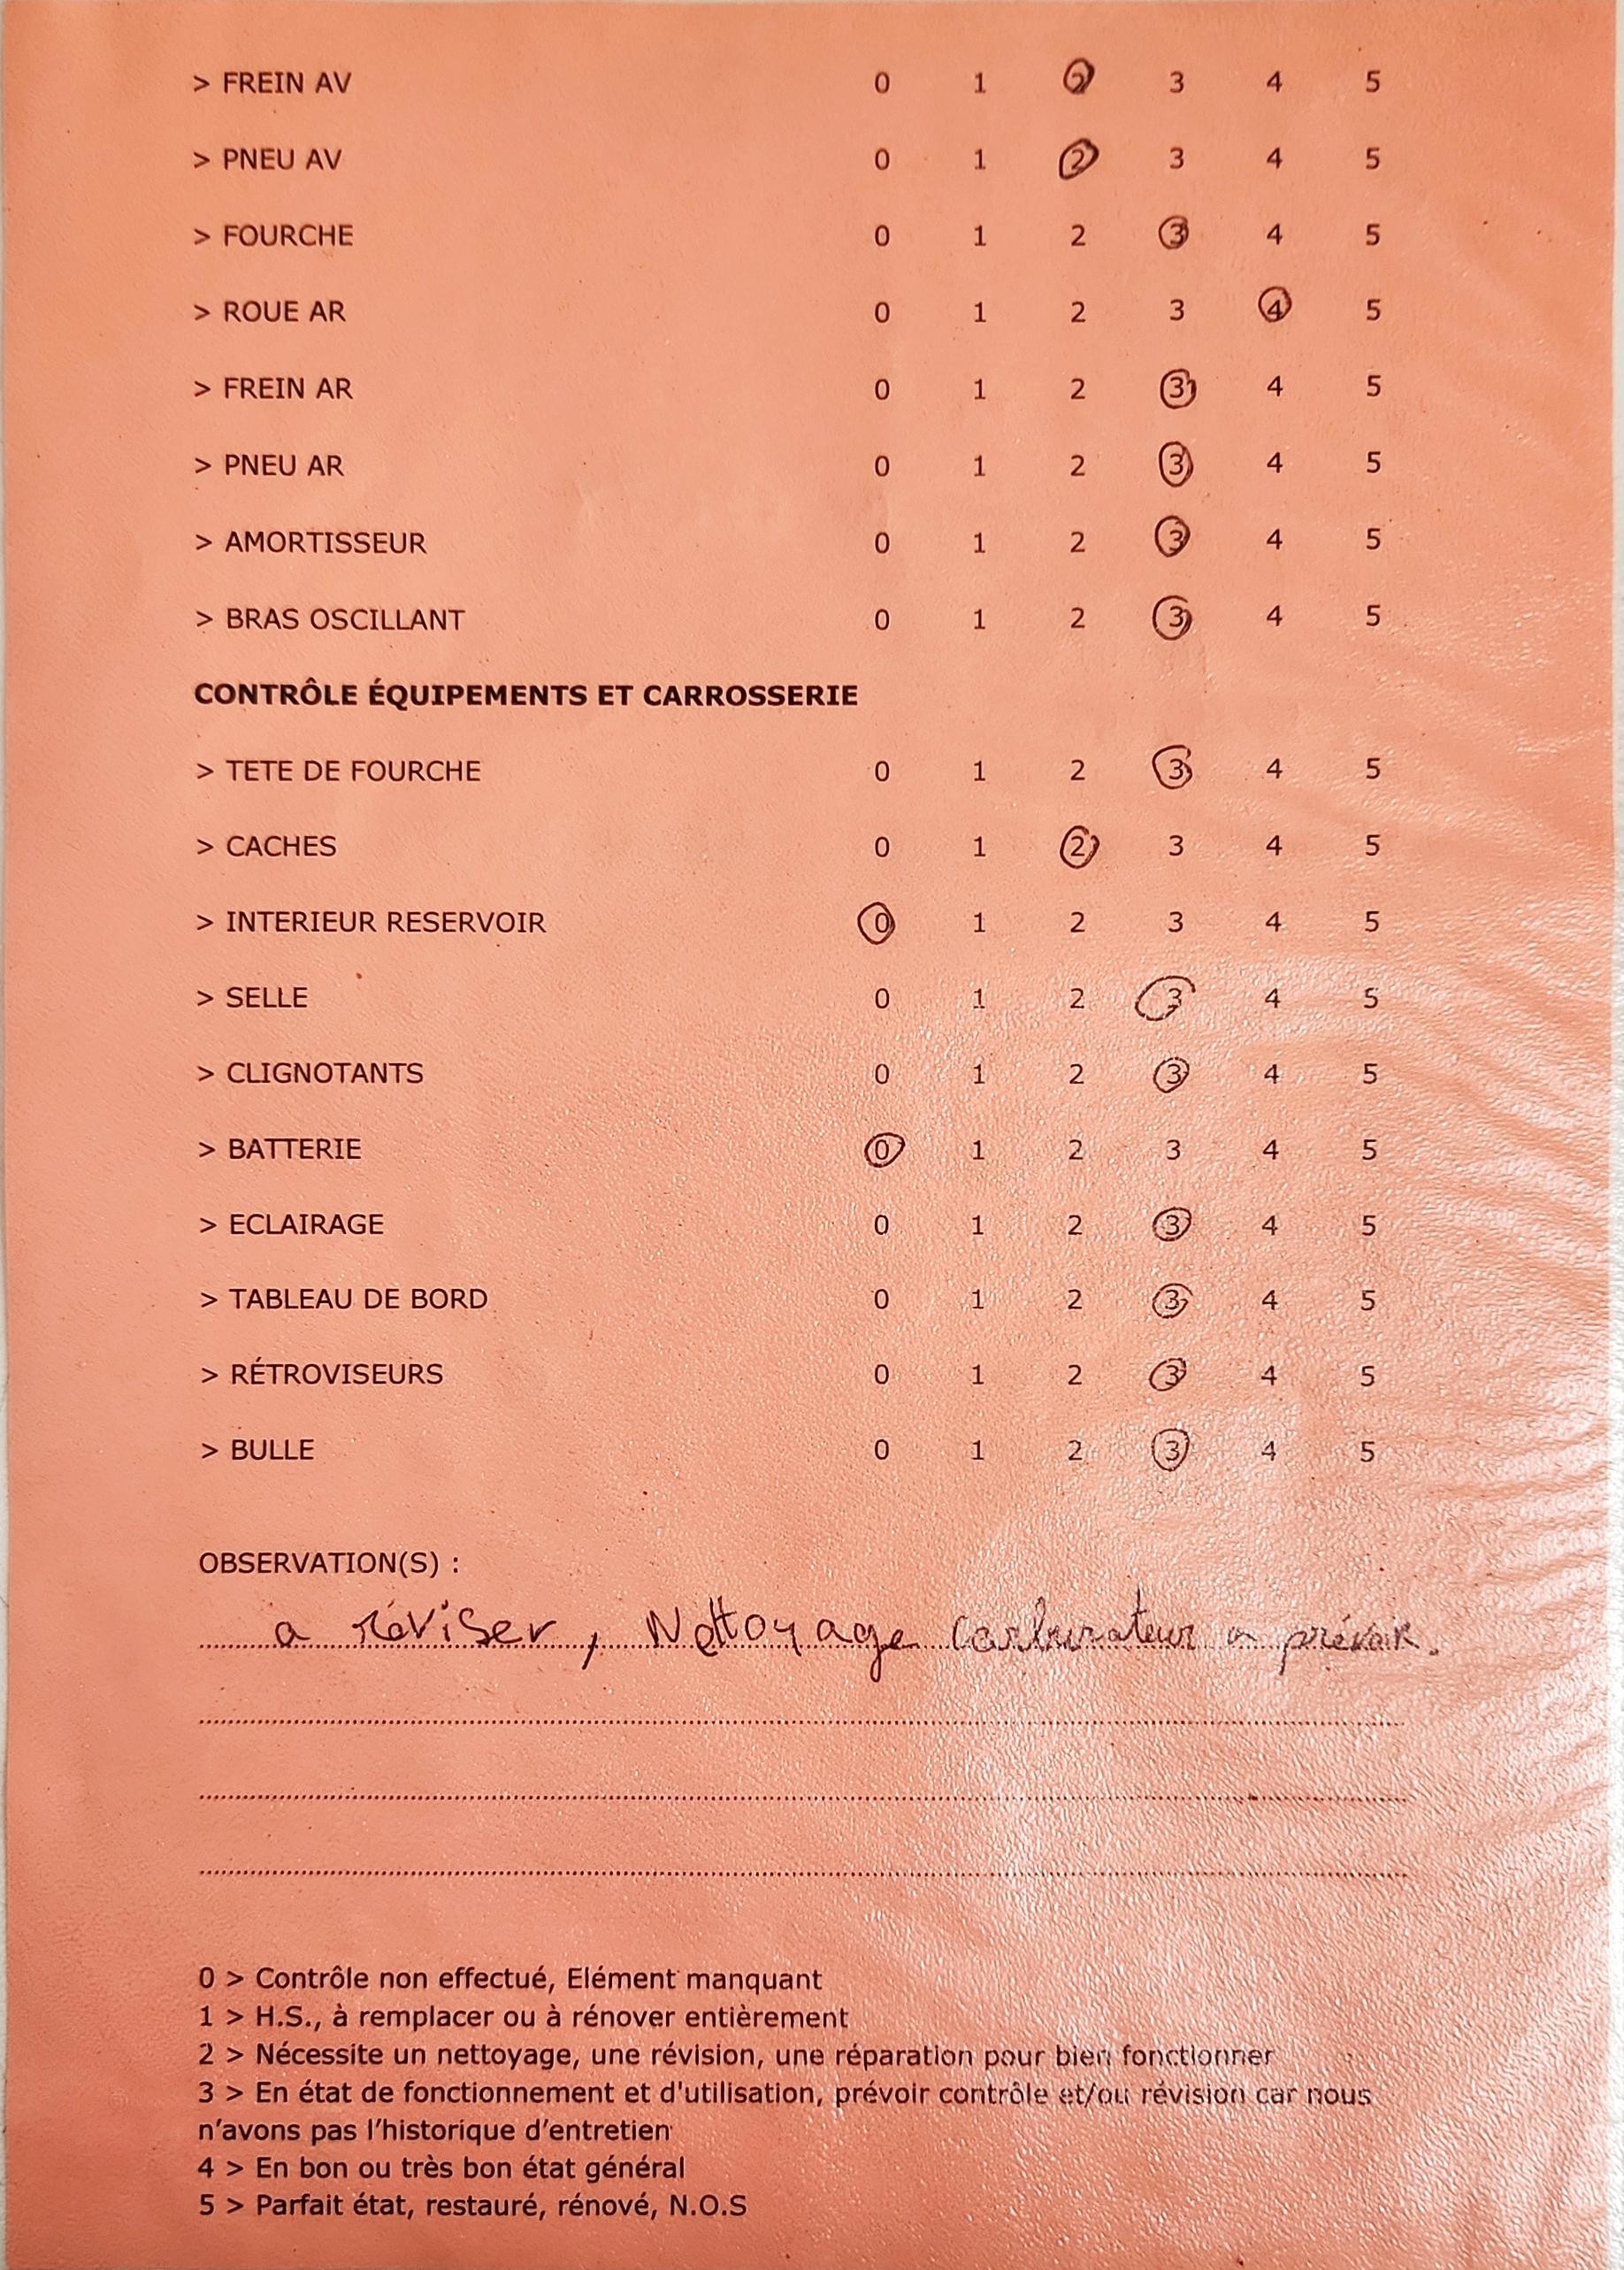 > FREIN AV 0 1 2 3 4 5
> PNEU AV 0 1 2 3 4 5
> FOURCHE 0 1 2 3 4 5
> ROUE AR 0 1 2 3 4 5
> FREIN AR 0 1 2 3 4 5
> PNEU AR 0 1 2 3 4 5
> AMORTISSEUR 0 1 2 3 4 5
> BRAS OSCILLANT 0 1 2 3 4 5
CONTRÔLE ÉQUIPEMENTS ET CARROSSERIE
> TETE DE FOURCHE 0 1 2 3 4 5
> CACHES 0 1 2 3 4 5
> INTERIEUR RESERVOIR 0 1 2 3 4 5
> SELLE 0 1 2 3 4 5
> CLIGNOTANTS 0 1 2 3 4 5
> BATTERIE 0 1 2 3 4 5
> ECLAIRAGE 0 1 2 3 4 5
> TABLEAU DE BORD 0 1 2 3 4 5
> RÉTROVISEURS 0 1 2 3 4 5
> BULLE 0 1 2 3 4 5
OBSERVATION(S) :
a réviser, Nettoyage Carburateur a prévoir.
0 > Contrôle non effectué, Elément manquant
1 > H.S., à remplacer ou à rénover entièrement
2 > Nécessite un nettoyage, une révision, une réparation pour bien fonctionner
3 > En état de fonctionnement et d'utilisation, prévoir contrôle et/ou révision car nous
n’avons pas l’historique d’entretien
4 > En bon ou très bon état général
5 > Parfait état, restauré, rénové, N.O.S